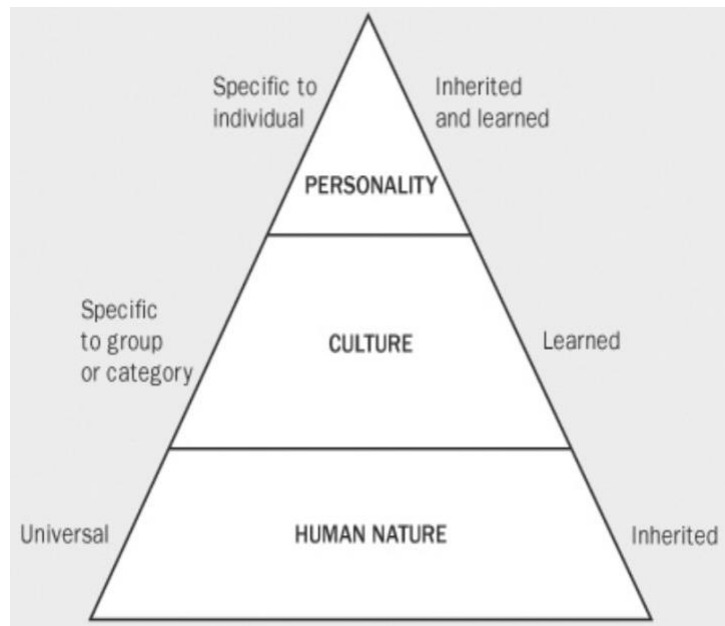 Specific to
individual
Inherited
and learned
PERSONALITY
Specific
to group
or category
CULTURE
Learned
Universal
HUMAN NATURE
Inherited